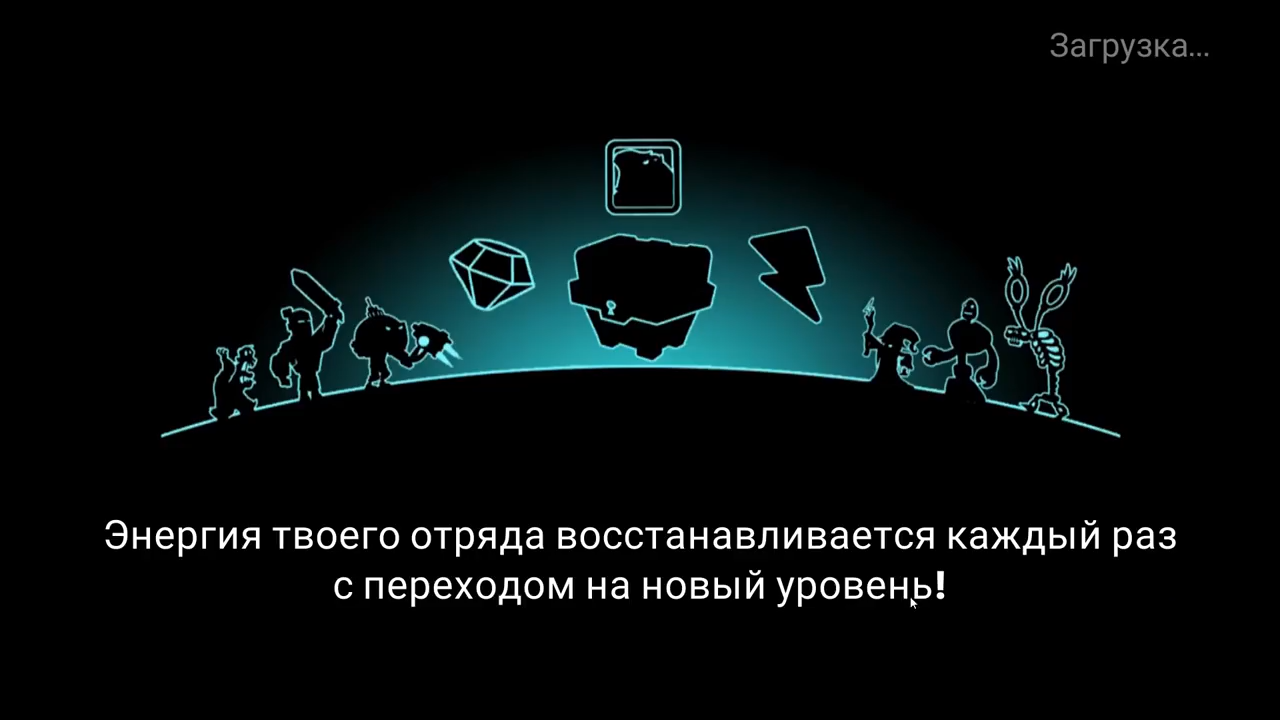 Загрузка...
Энергия твоего отряда восстанавливается каждый раз
с переходом на новый уровень!